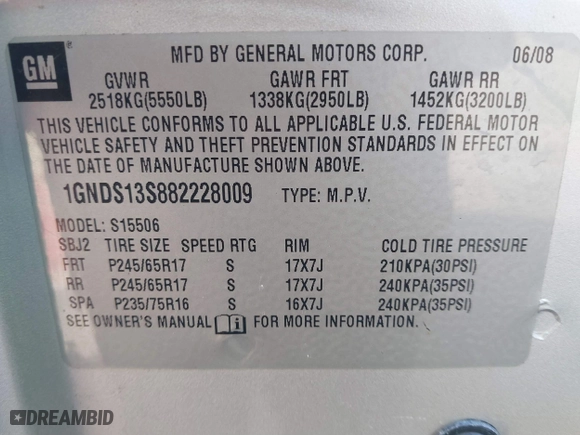 GM
MFD BY GENERAL MOTORS CORP. 06/08
GVWR GAWR FRT GAWR RR
2518KG(5550LB) 1338KG(2950LB) 1452KG(3200LB)
THIS VEHICLE CONFORMS TO ALL APPLICABLE U.S. FEDERAL MOTOR
VEHICLE SAFETY AND THEFT PREVENTION STANDARDS IN EFFECT ON
THE DATE OF MANUFACTURE SHOWN ABOVE.
1GNDS13S882228009 TYPE: M.P.V.
MODEL: S15506
SBJ2 TIRE SIZE SPEED RTG RIM COLD TIRE PRESSURE
FRT P245/65R17 S 17X7J 210KPA(30PSI)
RR P245/65R17 S 17X7J 240KPA(35PSI)
SPA P235/75R16 S 16X7J 240KPA(35PSI)
SEE OWNER'S MANUAL FOR MORE INFORMATION.
DREAMBID